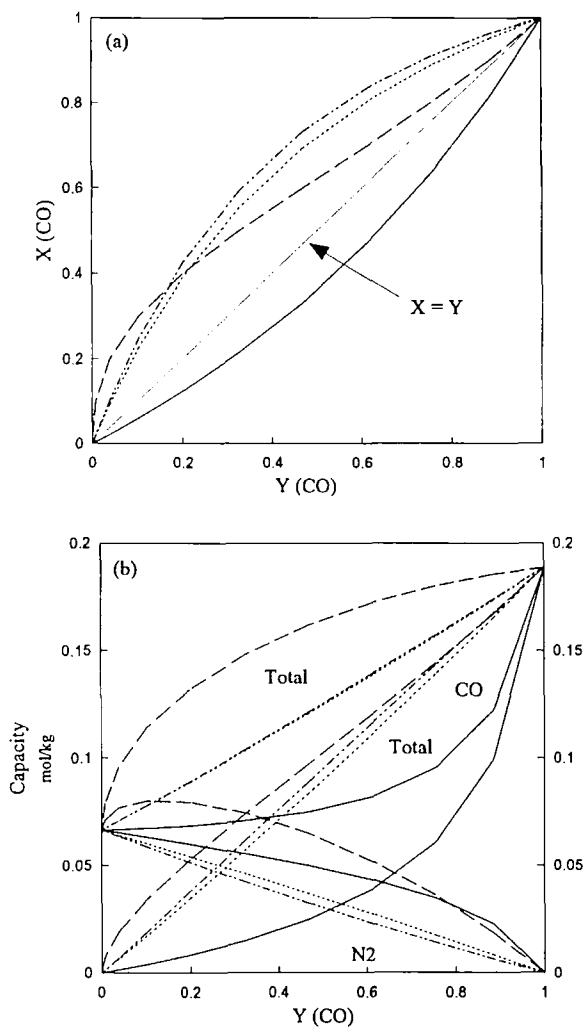 (a)
1
0.8
0.6
0.4
0.2
0
X (CO)
X = Y
0 0.2 0.4 0.6 0.8 1
Y (CO)
(b)
0.2 0.2
0.15 0.15
0.1 0.1
0.05 0.05
0 0
Capacity
mol/kg
Total
CO
Total
N2
0 0.2 0.4 0.6 0.8 1
Y (CO)